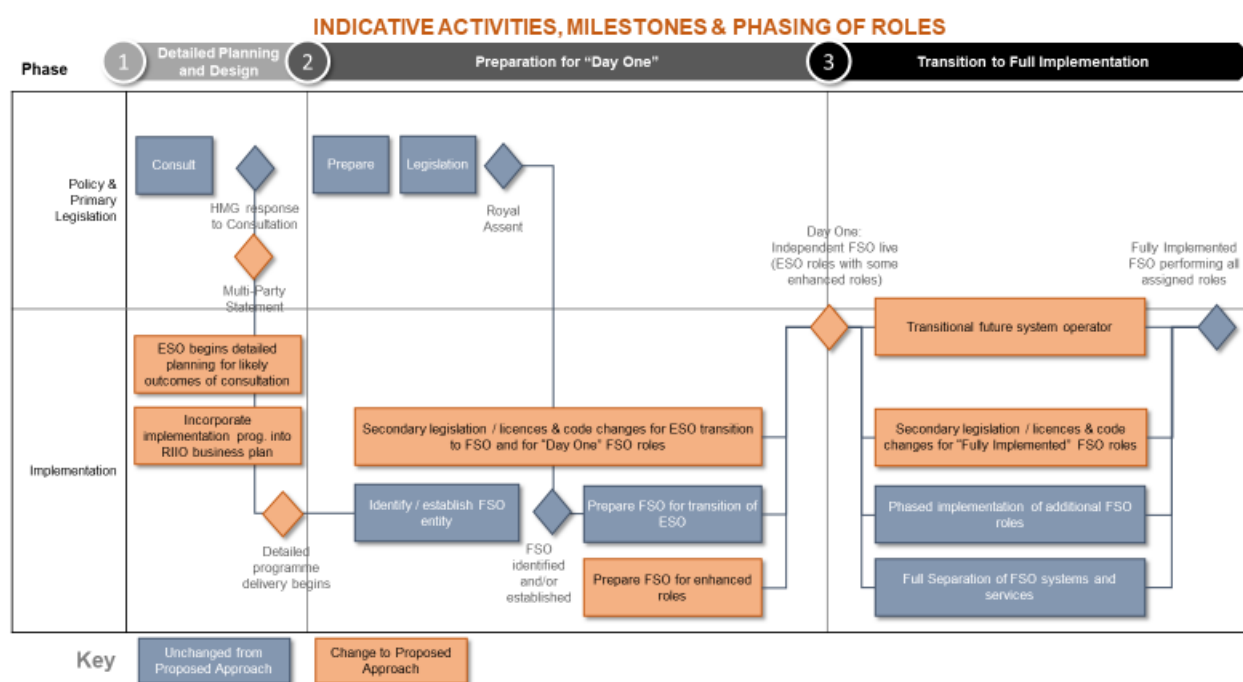 INDICATIVE ACTIVITIES, MILESTONES & PHASING OF ROLES
Phase
1
Detailed Planning
and Design
2
Preparation for “Day One”
3
Transition to Full Implementation
Policy &
Primary
Legislation
Consult
HMG response
to Consultation
Multi-Party
Statement
Prepare
Legislation
Royal
Assent
Day One:
Independent FSO live
(ESO roles with some
enhanced roles)
Fully Implemented
FSO performing all
assigned roles
Implementation
ESO begins detailed
planning for likely
outcomes of consultation
Incorporate
implementation prog. into
RIIO business plan
Detailed
programme
delivery begins
Secondary legislation / licences & code changes for ESO transition
to FSO and for “Day One” FSO roles
Identify / establish FSO
entity
FSO
identified
and/or
established
Prepare FSO for transition of
ESO
Prepare FSO for enhanced
roles
Transitional future system operator
Secondary legislation / licences & code
changes for “Fully Implemented” FSO roles
Phased implementation of additional FSO
roles
Full Separation of FSO systems and
services
Key
Unchanged from
Proposed Approach
Change to Proposed
Approach